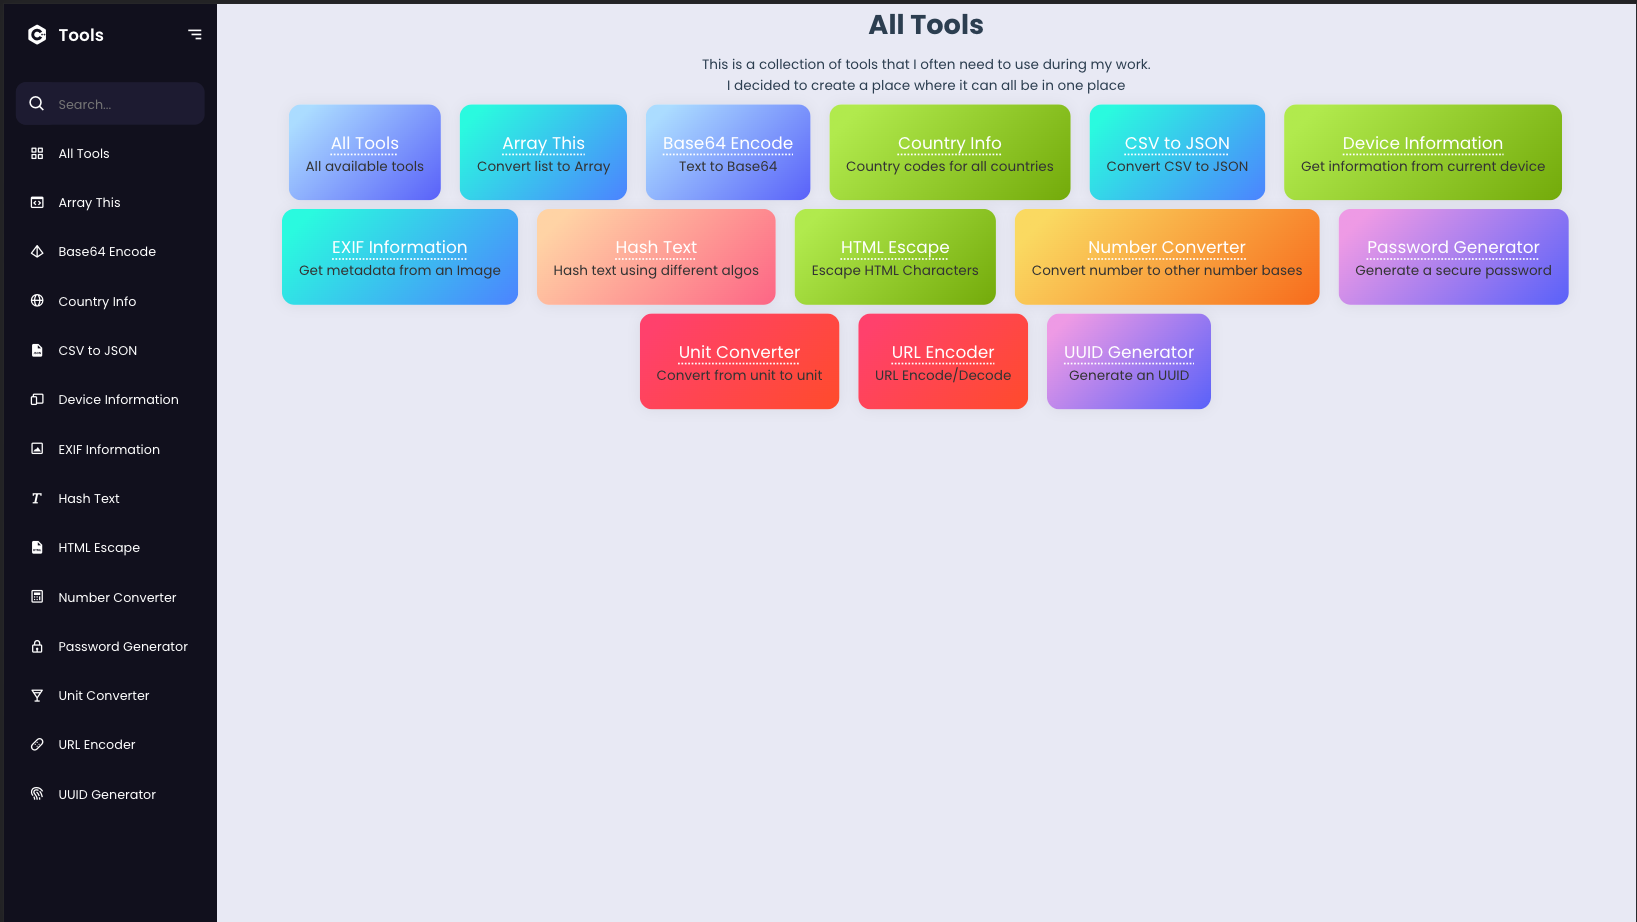 Tools
Search...
All Tools
Array This
Base64 Encode
Country Info
CSV to JSON
Device Information
EXIF Information
Hash Text
HTML Escape
Number Converter
Password Generator
Unit Converter
URL Encoder
UUID Generator
All Tools
This is a collection of tools that I often need to use during my work.
I decided to create a place where it can all be in one place
All Tools
All available tools
Array This
Convert list to Array
Base64 Encode
Text to Base64
Country Info
Country codes for all countries
CSV to JSON
Convert CSV to JSON
Device Information
Get information from current device
EXIF Information
Get metadata from an Image
Hash Text
Hash text using different algos
HTML Escape
Escape HTML Characters
Number Converter
Convert number to other number bases
Password Generator
Generate a secure password
Unit Converter
Convert from unit to unit
URL Encoder
URL Encode/Decode
UUID Generator
Generate an UUID